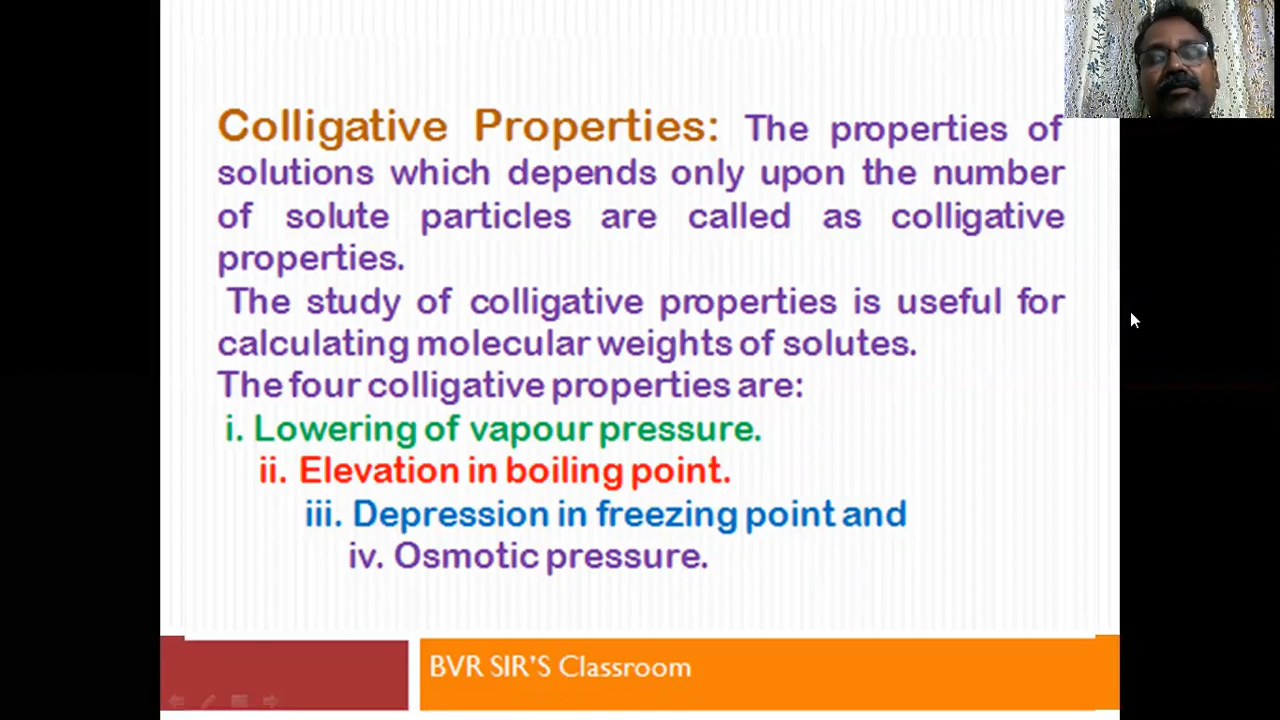 Colligative Properties: The properties of
solutions which depends only upon the number
of solute particles are called as colligative
properties.
The study of colligative properties is useful for
calculating molecular weights of solutes.
The four colligative properties are:
i. Lowering of vapour pressure.
ii. Elevation in boiling point.
iii. Depression in freezing point and
iv. Osmotic pressure.
BVR SIR'S Classroom